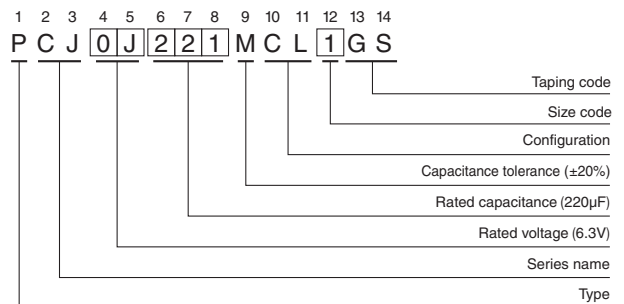 1 2 3 4 5 6 7 8 9 10 11 12 13 14
P C J 0 J 2 2 1 M C L 1 G S
Taping code
Size code
Configuration
Capacitance tolerance (±20%)
Rated capacitance (220μF)
Rated voltage (6.3V)
Series name
Type